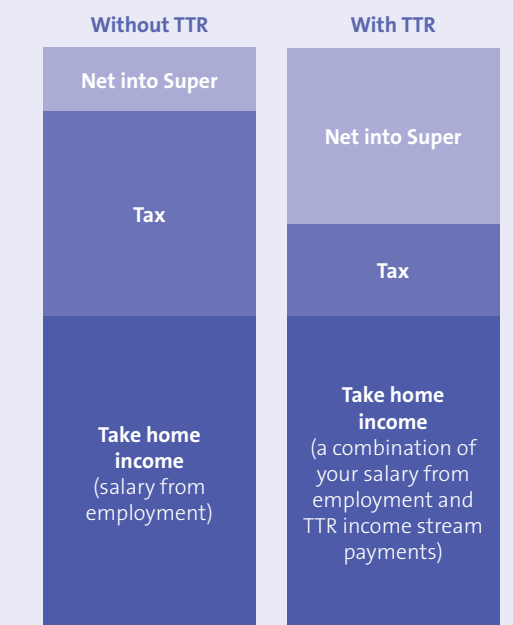 Without TTR
Net into Super
Tax
Take home
income
(salary from
employment)
With TTR
Net into Super
Tax
Take home
income
(a combination of
your salary from
employment and
TTR income stream
payments)